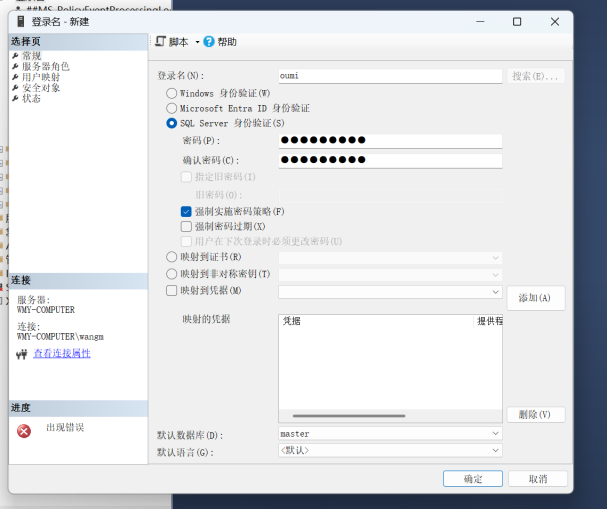 ##MS_PolicyEventProcessingLo
登录名 - 新建
选择页
常规
服务器角色
用户映射
安全对象
状态
脚本
帮助
登录名(N):
oumi
搜索(E)...
Windows 身份验证(W)
Microsoft Entra ID 身份验证
SQL Server 身份验证(S)
密码(P):
●●●●●●●●●
确认密码(C):
●●●●●●●●●
指定旧密码(I)
旧密码(O):
强制实施密码策略(F)
强制密码过期(X)
用户在下次登录时必须更改密码(U)
映射到证书(R)
映射到非对称密钥(T)
映射到凭据(M)
添加(A)
映射的凭据
凭据
提供程
删除(V)
默认数据库(D):
master
默认语言(G):
<默认>
连接
服务器:
WMY-COMPUTER
连接:
WMY-COMPUTER\wangm
查看连接属性
进度
出现错误
确定
取消